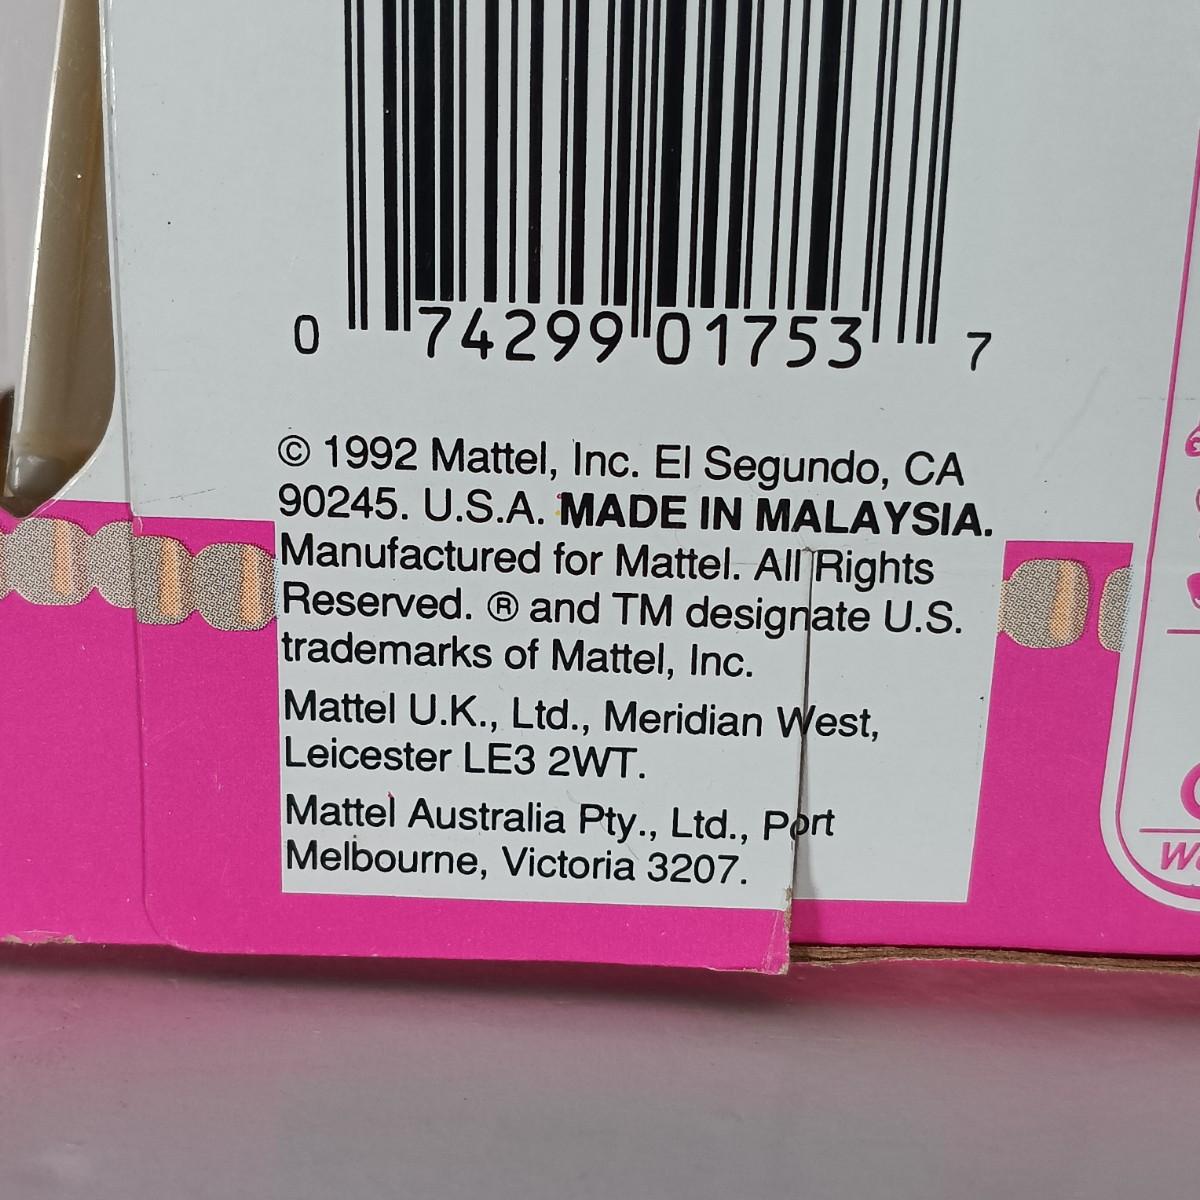 0 74299 01753 7
© 1992 Mattel, Inc. El Segundo, CA
90245. U.S.A. MADE IN MALAYSIA.
Manufactured for Mattel. All Rights
Reserved. ® and TM designate U.S.
trademarks of Mattel, Inc.
Mattel U.K., Ltd., Meridian West,
Leicester LE3 2WT.
Mattel Australia Pty., Ltd., Port
Melbourne, Victoria 3207.